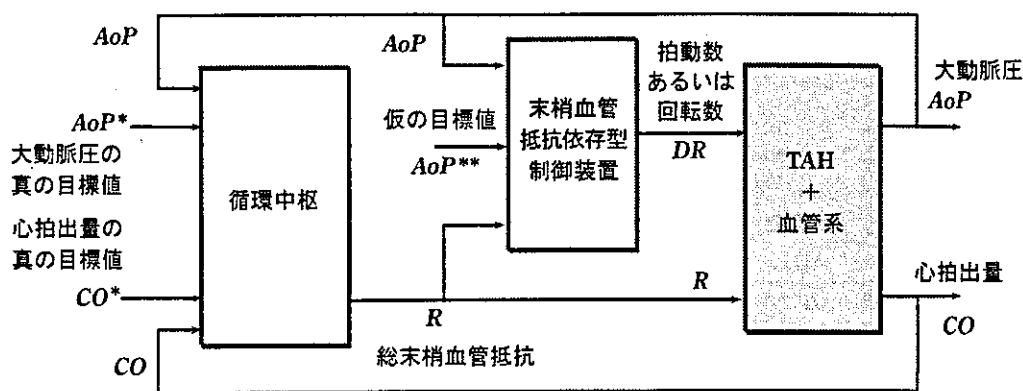 AoP
AoP*
大動脈圧の
真の目標値
心拍出量の
真の目標値
CO*
CO
循環中枢
AoP
仮の目標値
AoP**
末梢血管
抵抗依存型
制御装置
拍動数
あるいは
回転数
DR
R
総末梢血管抵抗
R
TAH
+
血管系
大動脈圧
AoP
心拍出量
CO